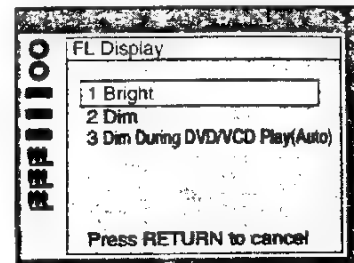 FL Display
1 Bright
2 Dim
3 Dim During DVD/VCD Play(Auto)
Press RETURN to cancel